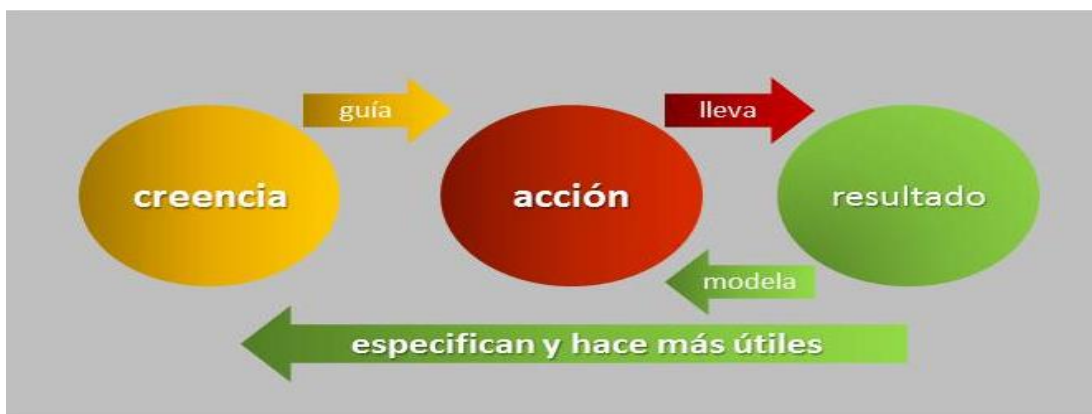 guía
lleva
creencia
acción
resultado
modela
especifican y hace más útiles